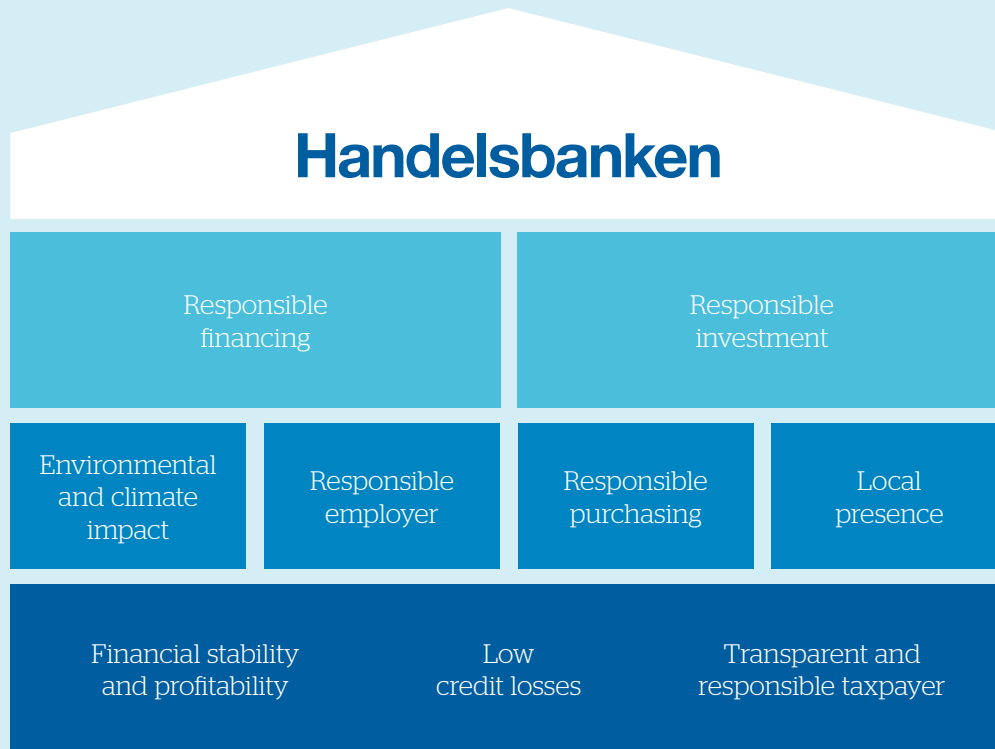 Handelsbanken
Responsible
financing
Responsible
investment
Environmental
and climate
impact
Responsible
employer
Responsible
purchasing
Local
presence
Financial stability
and profitability
Low
credit losses
Transparent and
responsible taxpayer